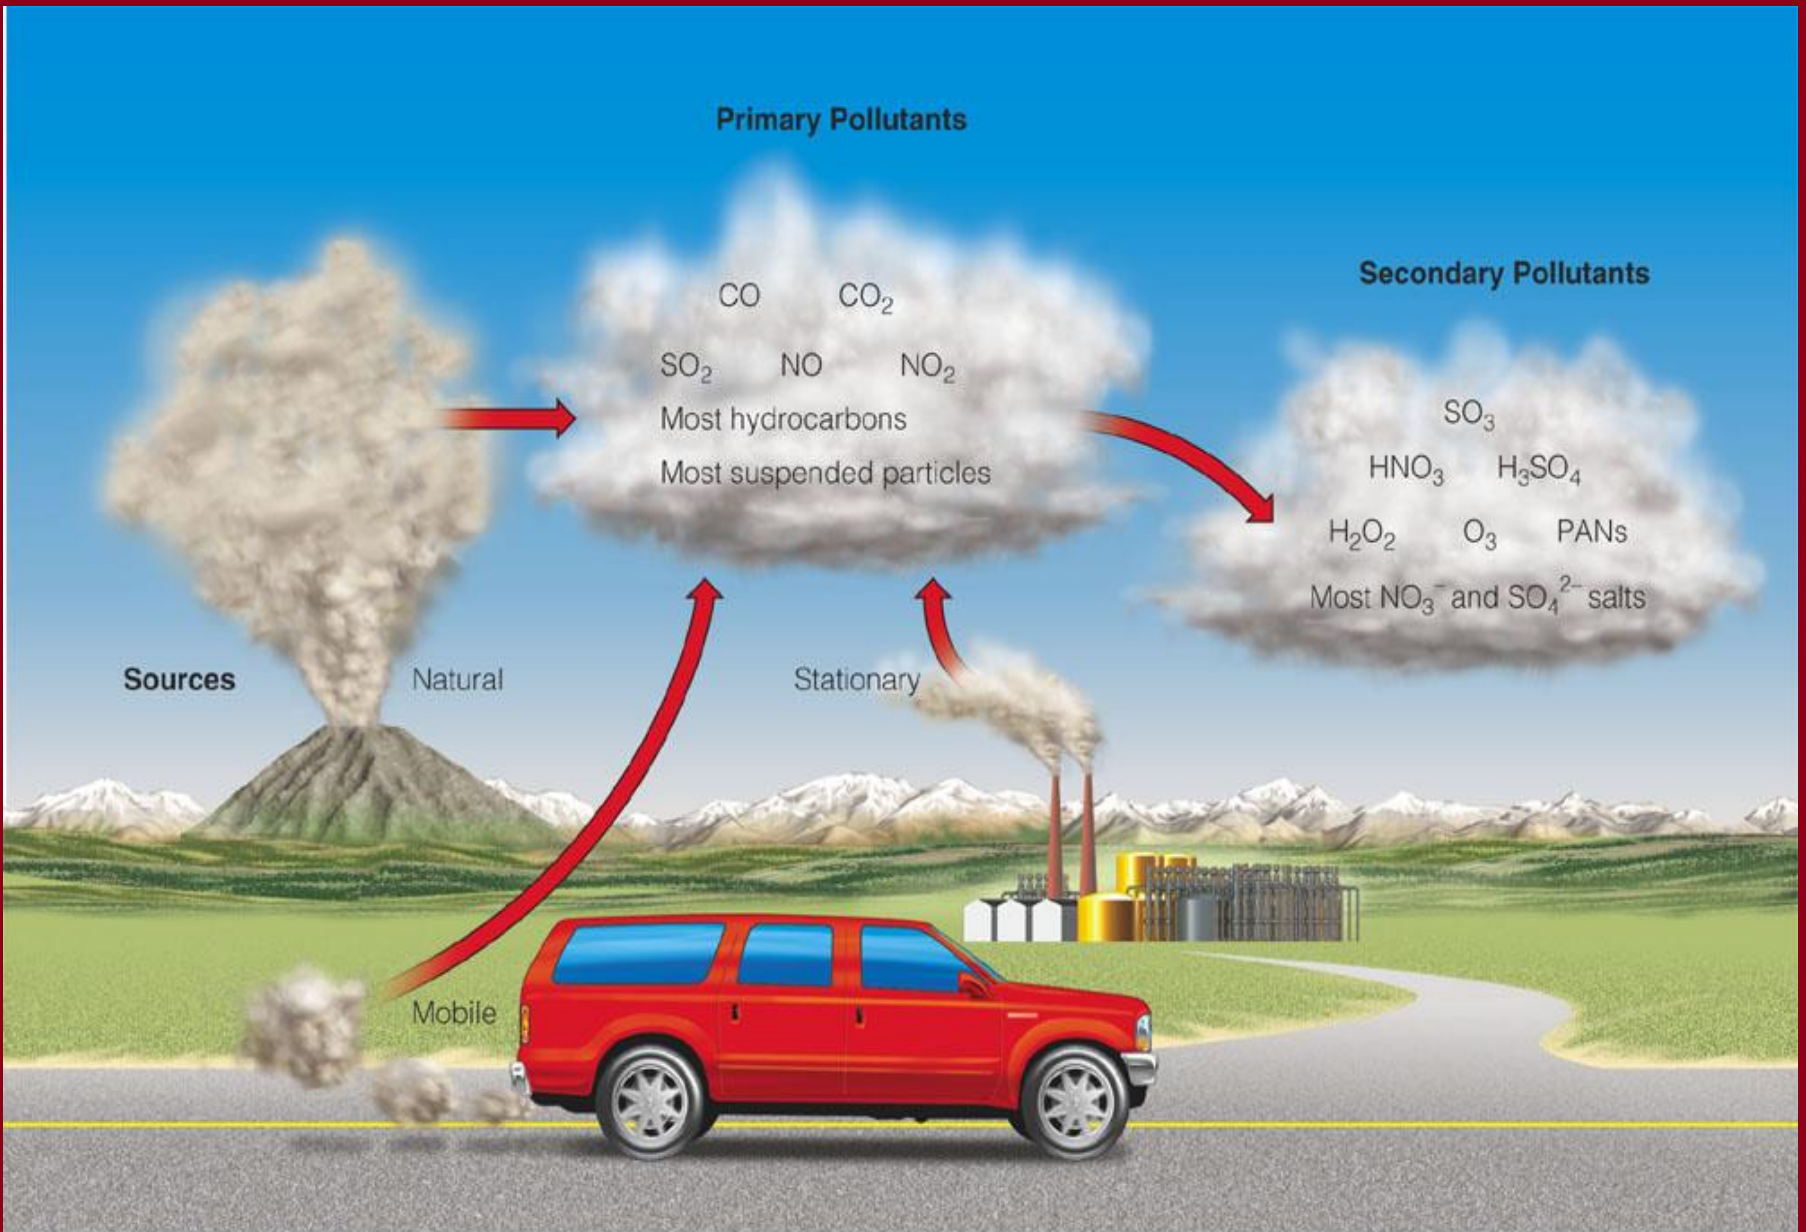 Primary Pollutants
CO CO₂
SO₂ NO NO₂
Most hydrocarbons
Most suspended particles
Secondary Pollutants
SO₃
HNO₃ H₃SO₄
H₂O₂ O₃ PANs
Most NO₃⁻ and SO₄²⁻ salts
Sources Natural
Stationary
Mobile